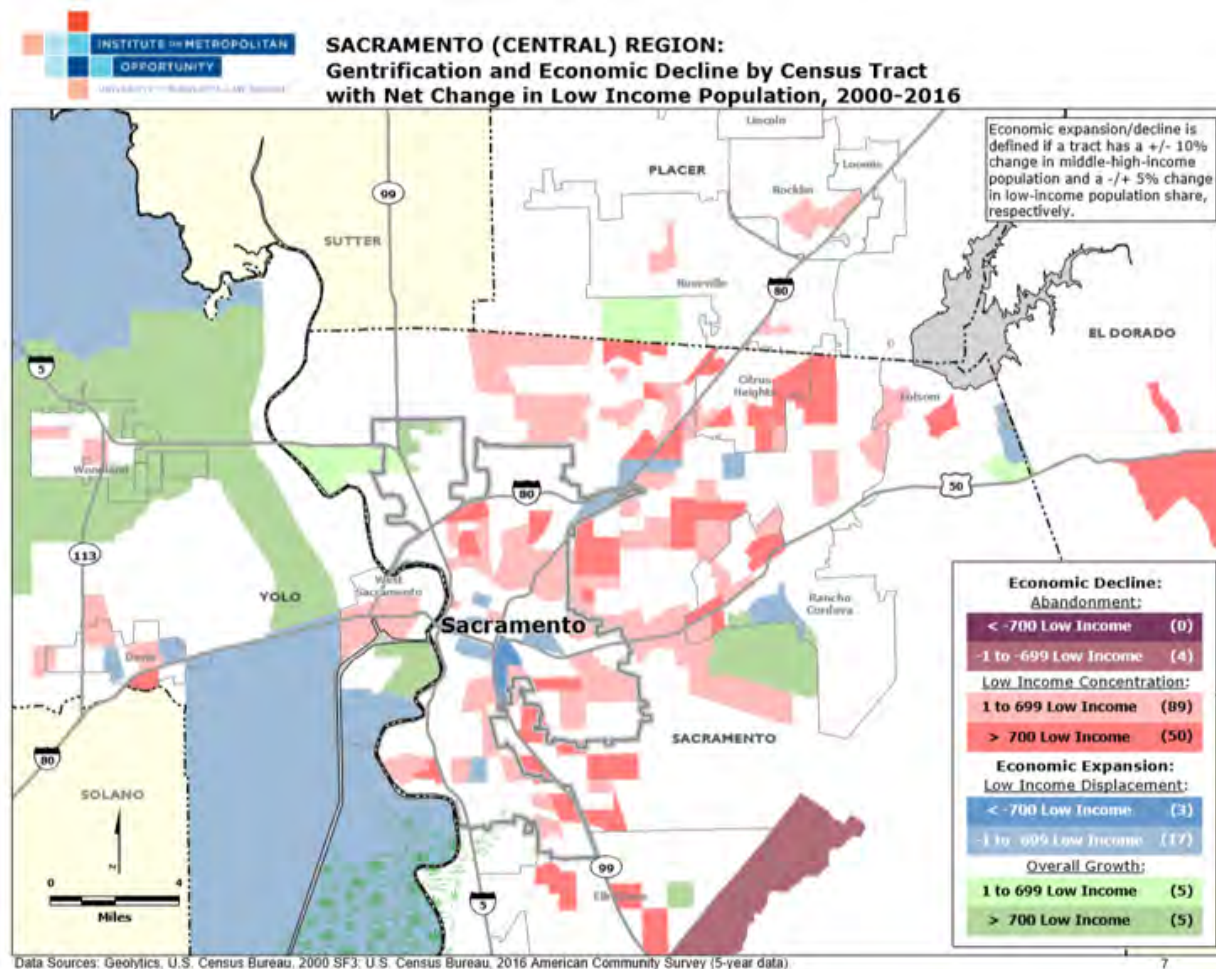 INSTITUTE ON METROPOLITAN
OPPORTUNITY
SACRAMENTO (CENTRAL) REGION:
Gentrification and Economic Decline by Census Tract
with Net Change in Low Income Population, 2000-2016
Economic expansion/decline is
defined if a tract has a +/- 10%
change in middle-high-income
population and a -/+ 5% change
in low-income population share,
respectively.
Lincoln
Loomis
PLACER
Rocklin
99
SUTTER
Roseville
80
EL DORADO
5
Citrus
Heights
Folsom
Woodland
80
50
113
West
Sacramento
YOLO
Rancho
Cordova
Sacramento
Davis
SACRAMENTO
80
SOLANO
N
0 4
Miles
99
5
Elk Grove
Economic Decline:
Abandonment:
< -700 Low Income (0)
-1 to -699 Low Income (4)
Low Income Concentration:
1 to 699 Low Income (89)
> 700 Low Income (50)
Economic Expansion:
Low Income Displacement:
< -700 Low Income (3)
-1 to -699 Low Income (17)
Overall Growth:
1 to 699 Low Income (5)
> 700 Low Income (5)
Data Sources: Geolytics, U.S. Census Bureau, 2000 SF3; U.S. Census Bureau, 2016 American Community Survey (5-year data)
7